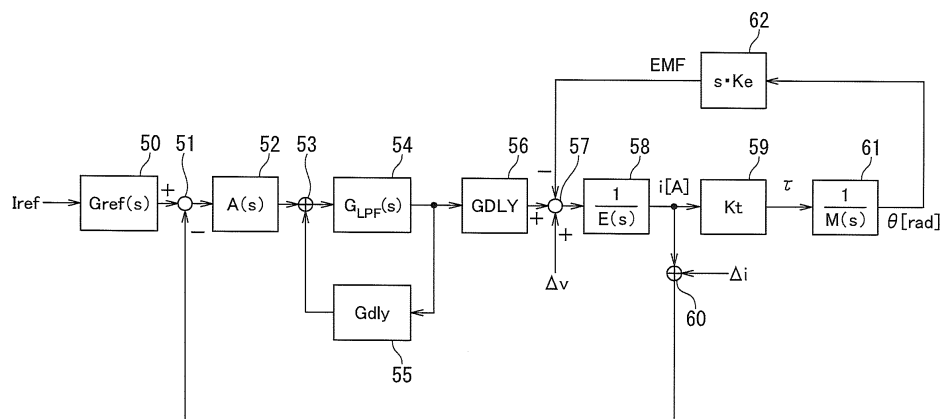 62
EMF
s・Ke
50
51
52
53
54
56
57
58
59
61
Iref
Gref(s)
+
−
A(s)
G_LPF(s)
GDLY
−
+
+
1
E(s)
i[A]
Kt
τ
1
M(s)
θ[rad]
Δv
Δi
60
Gdly
55